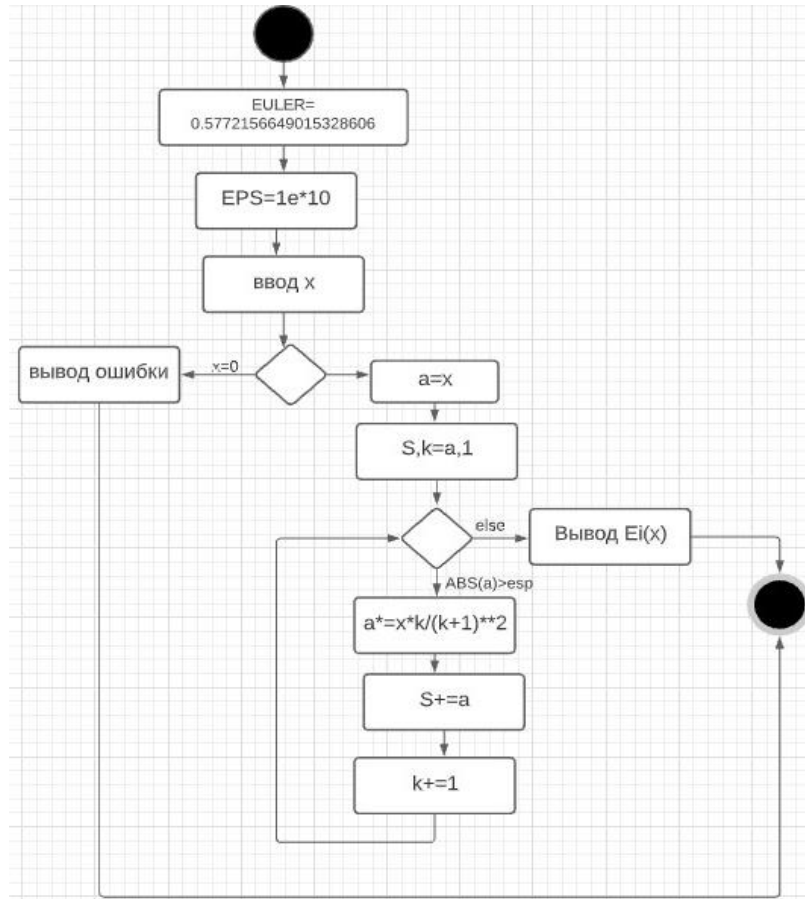 EULER=
0.5772156649015328606
EPS=1e*10
ввод x
x=0
вывод ошибки
a=x
S,k=a,1
else
Вывод Ei(x)
ABS(a)>esp
a*=x*k/(k+1)**2
S+=a
k+=1